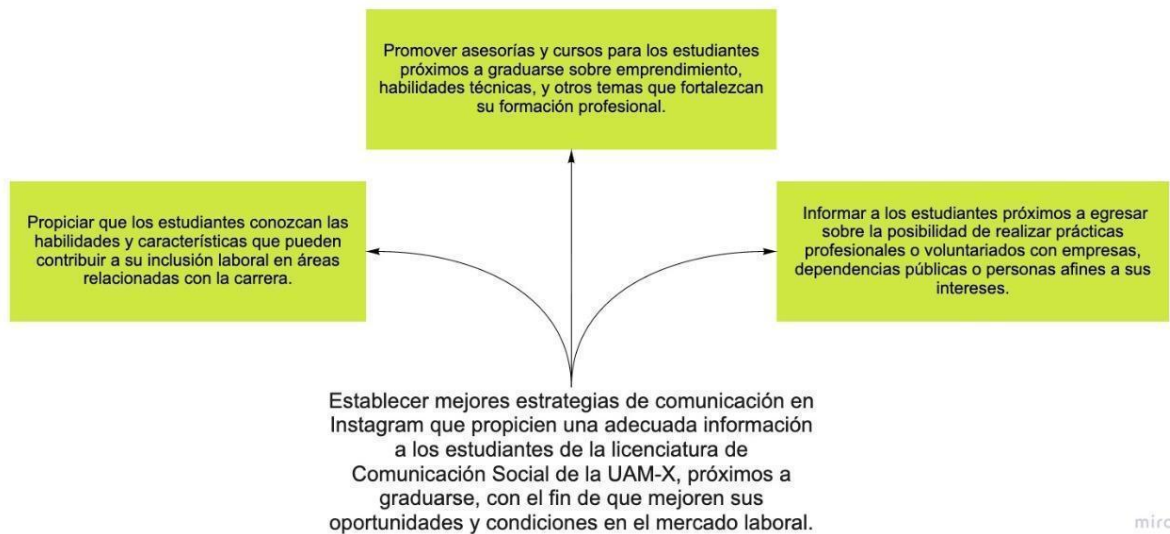 Promover asesorías y cursos para los estudiantes
próximos a graduarse sobre emprendimiento,
habilidades técnicas, y otros temas que fortalezcan
su formación profesional.
Propiciar que los estudiantes conozcan las
habilidades y características que pueden
contribuir a su inclusión laboral en áreas
relacionadas con la carrera.
Informar a los estudiantes próximos a egresar
sobre la posibilidad de realizar prácticas
profesionales o voluntariados con empresas,
dependencias públicas o personas afines a sus
intereses.
Establecer mejores estrategias de comunicación en
Instagram que propicien una adecuada información
a los estudiantes de la licenciatura de
Comunicación Social de la UAM-X, próximos a
graduarse, con el fin de que mejoren sus
oportunidades y condiciones en el mercado laboral.
miro